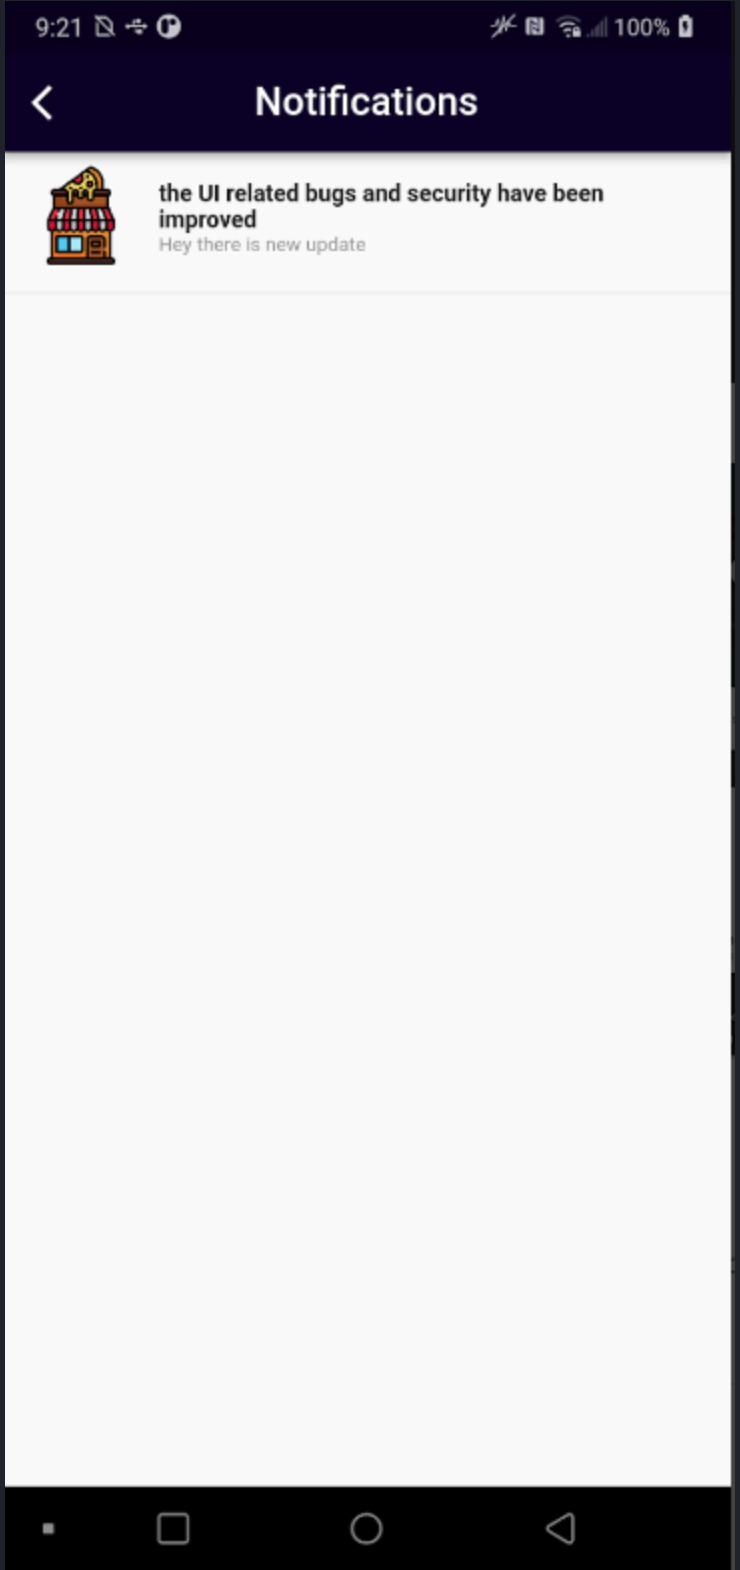 9:21 100%
Notifications
the UI related bugs and security have been
improved
Hey there is new update